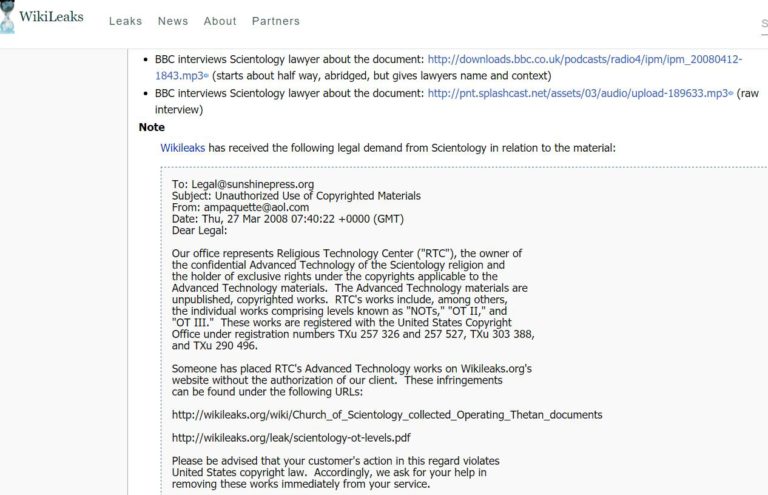 WikiLeaks
Leaks News About Partners
S
• BBC interviews Scientology lawyer about the document: http://downloads.bbc.co.uk/podcasts/radio4/ipm/ipm_20080412-
1843.mp3 (starts about half way, abridged, but gives lawyers name and context)
• BBC interviews Scientology lawyer about the document: http://pnt.splashcast.net/assets/03/audio/upload-189633.mp3 (raw
interview)
Note
Wikileaks has received the following legal demand from Scientology in relation to the material:
To: Legal@sunshinepress.org
Subject: Unauthorized Use of Copyrighted Materials
From: ampaquette@aol.com
Date: Thu, 27 Mar 2008 07:40:22 +0000 (GMT)
Dear Legal:
Our office represents Religious Technology Center ("RTC"), the owner of
the confidential Advanced Technology of the Scientology religion and
the holder of exclusive rights under the copyrights applicable to the
Advanced Technology materials. The Advanced Technology materials are
unpublished, copyrighted works. RTC's works include, among others,
the individual works comprising levels known as "NOTs," "OT II," and
"OT III." These works are registered with the United States Copyright
Office under registration numbers TXu 257 326 and 257 527, TXu 303 388,
and TXu 290 496.
Someone has placed RTC's Advanced Technology works on Wikileaks.org's
website without the authorization of our client. These infringements
can be found under the following URLs:
http://wikileaks.org/wiki/Church_of_Scientology_collected_Operating_Thetan_documents
http://wikileaks.org/leak/scientology-ot-levels.pdf
Please be advised that your customer's action in this regard violates
United States copyright law. Accordingly, we ask for your help in
removing these works immediately from your service.